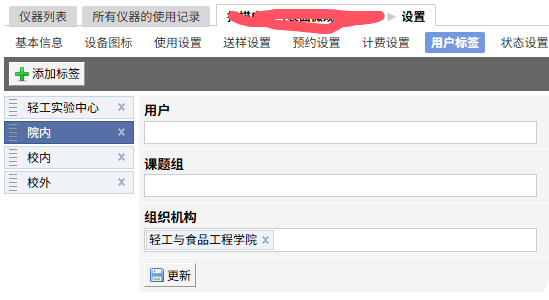 仪器列表 所有仪器的使用记录 设置
基本信息 设备图标 使用设置 送样设置 预约设置 计费设置 用户标签 状态设置
添加标签
轻工实验中心
院内
校内
校外
用户
课题组
组织机构
轻工与食品工程学院
更新